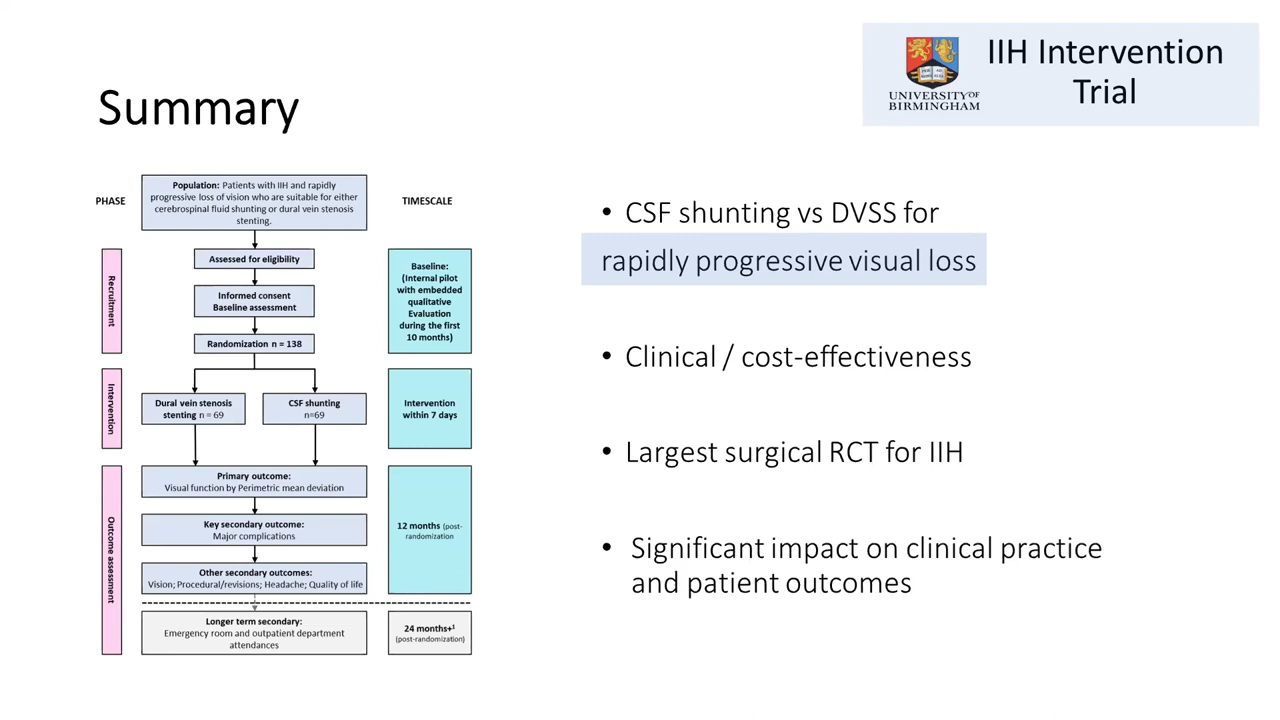 IIH Intervention
Trial
UNIVERSITYOF
BIRMINGHAM
Summary
PHASE
TIMESCALE
Population: Patients with IIH and rapidly
progressive loss of vision who are suitable for either
cerebrospinal fluid shunting or dural vein stenosis
stenting.
Recruitment
Assessed for eligibility
Informed consent
Baseline assessment
Randomization n = 138
Baseline:
(Internal pilot
with embedded
qualitative
Evaluation
during the first
10 months)
Intervention
Dural vein stenosis
stenting n = 69
CSF shunting
n=69
Intervention
within 7 days
Outcome assessment
Primary outcome:
Visual function by Perimetric mean deviation
Key secondary outcome:
Major complications
Other secondary outcomes:
Vision; Procedural/revisions; Headache; Quality of life
12 months (post-
randomization
Longer term secondary:
Emergency room and outpatient department
attendances
24 months+¹
(post-randomization)
• CSF shunting vs DVSS for
rapidly progressive visual loss
• Clinical / cost-effectiveness
• Largest surgical RCT for IIH
• Significant impact on clinical practice
and patient outcomes